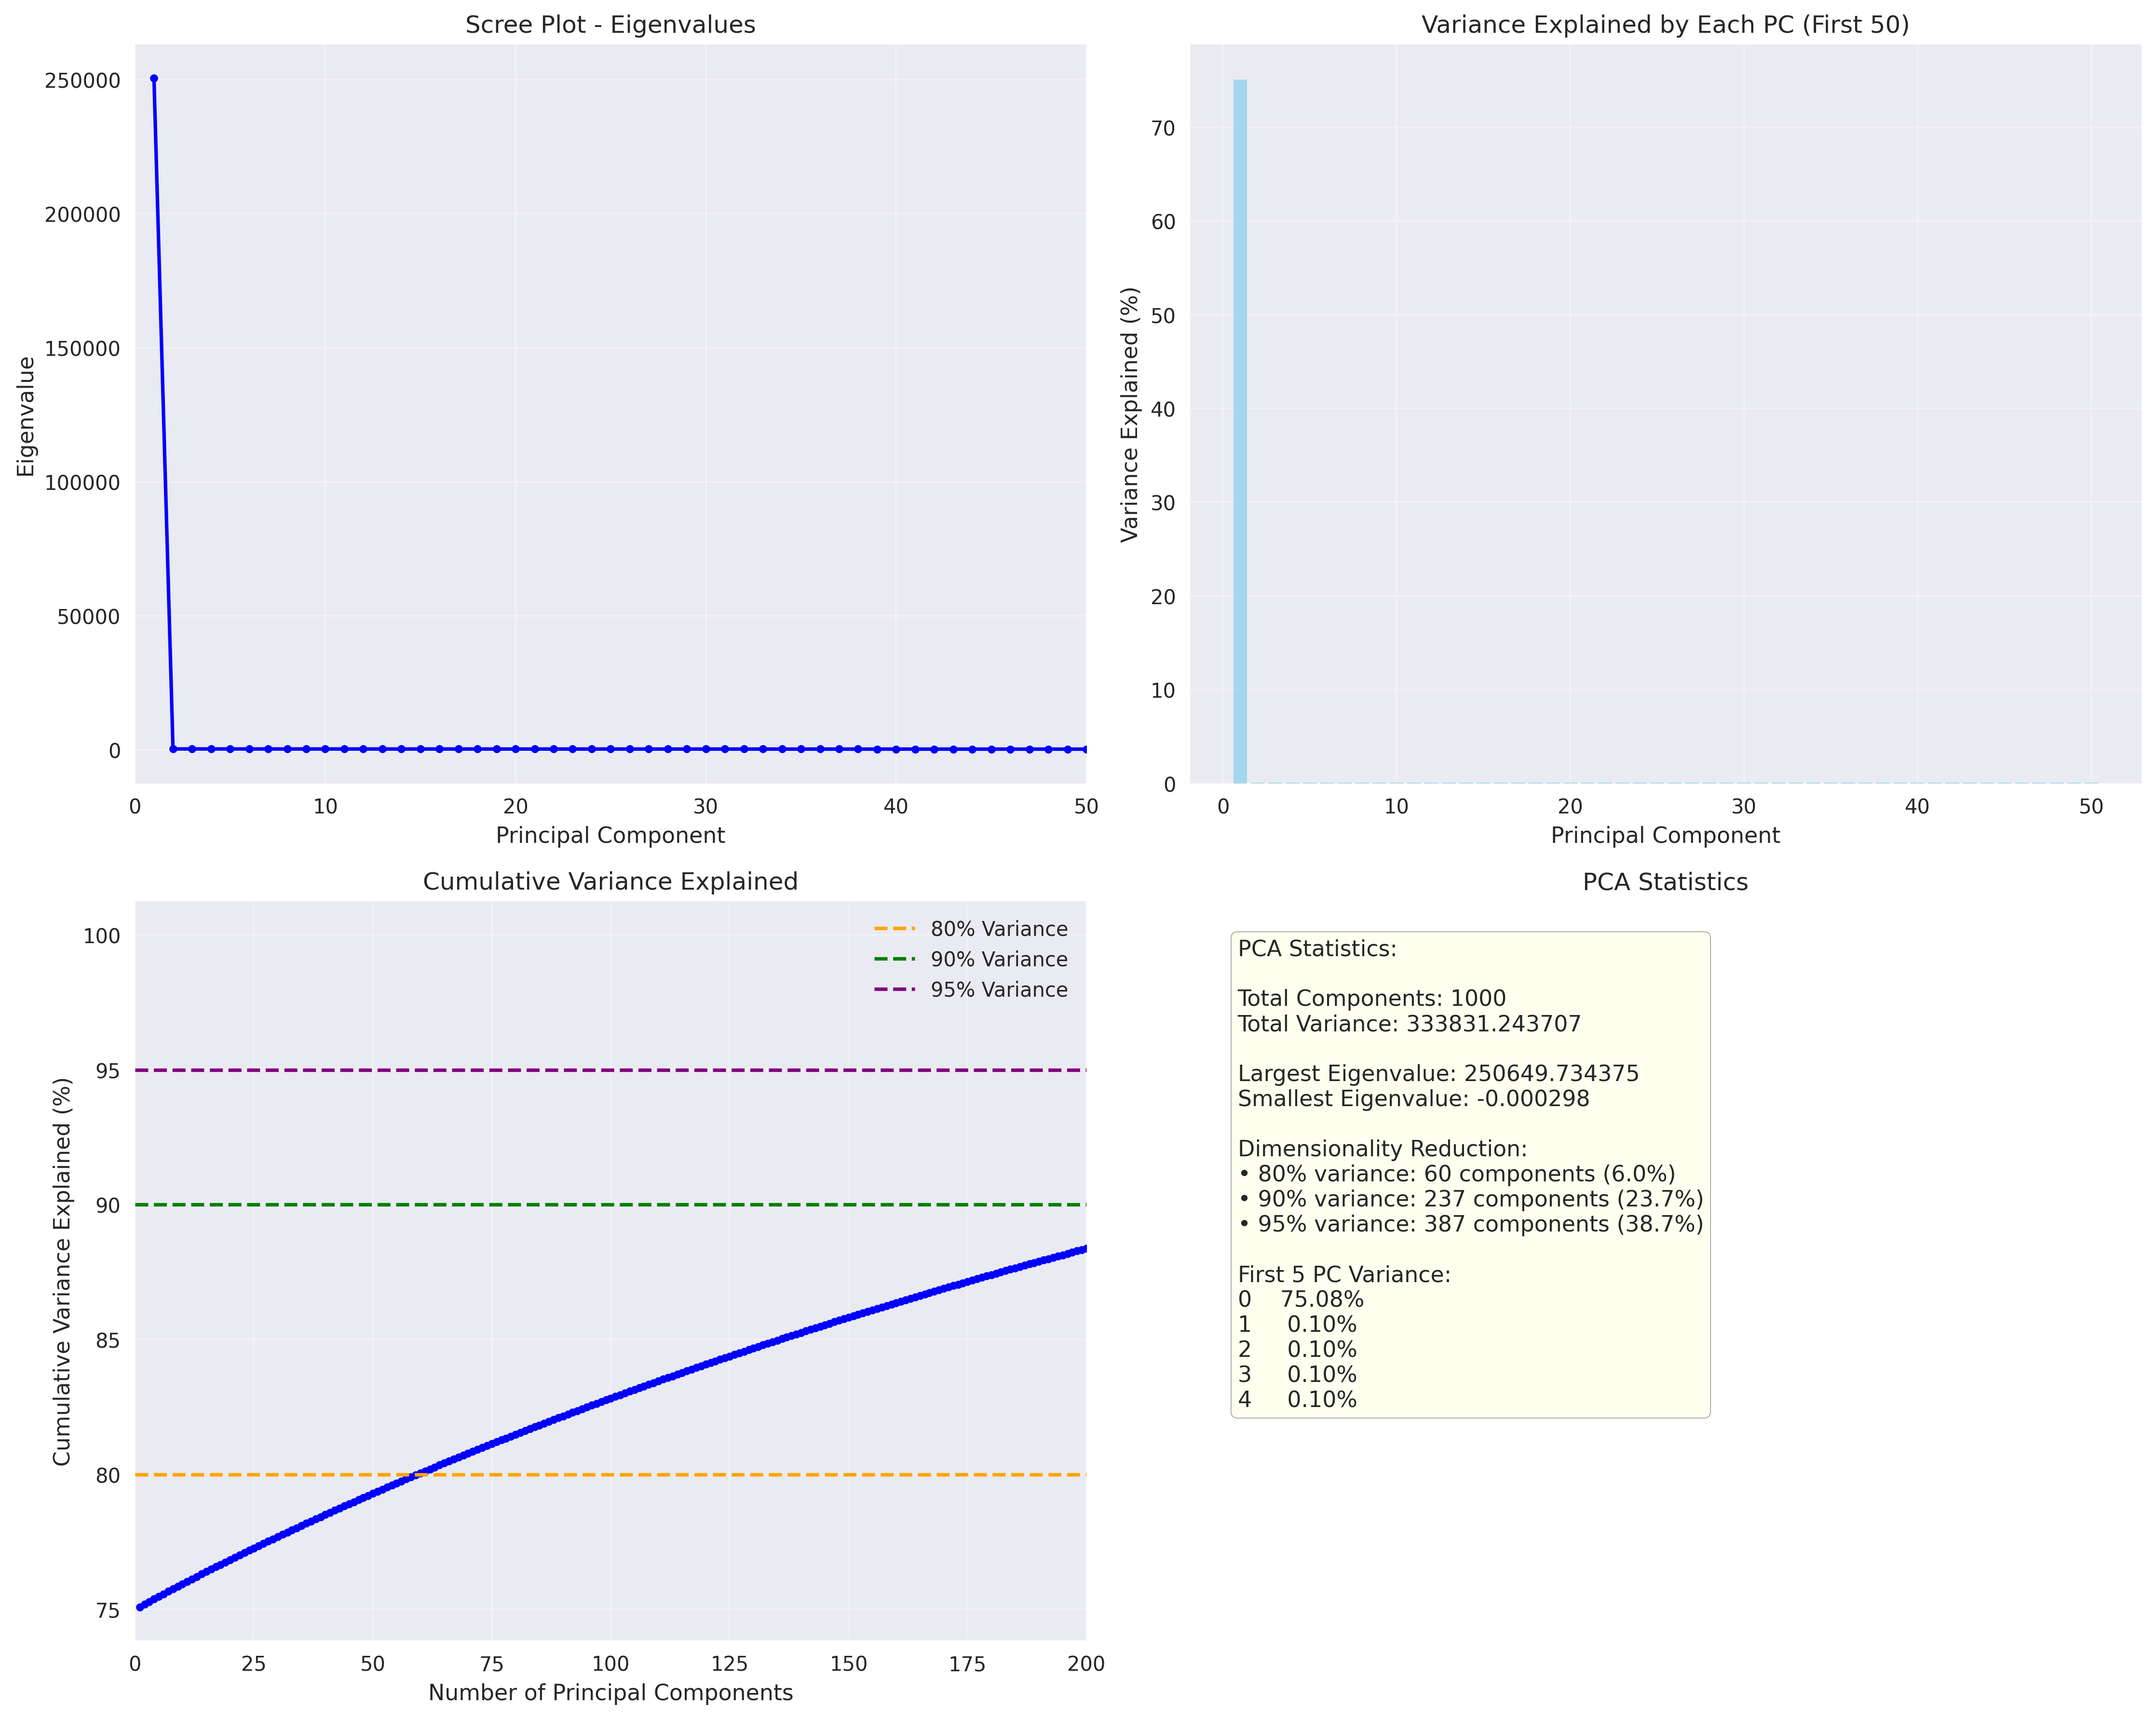 Scree Plot - Eigenvalues
250000
200000
150000
100000
50000
0
Eigenvalue
0 10 20 30 40 50
Principal Component
Variance Explained by Each PC (First 50)
70
60
50
40
30
20
10
0
Variance Explained (%)
0 10 20 30 40 50
Principal Component
Cumulative Variance Explained
80% Variance
90% Variance
95% Variance
100
95
90
85
80
75
Cumulative Variance Explained (%)
0 25 50 75 100 125 150 175 200
Number of Principal Components
PCA Statistics
PCA Statistics:
Total Components: 1000
Total Variance: 333831.243707
Largest Eigenvalue: 250649.734375
Smallest Eigenvalue: -0.000298
Dimensionality Reduction:
• 80% variance: 60 components (6.0%)
• 90% variance: 237 components (23.7%)
• 95% variance: 387 components (38.7%)
First 5 PC Variance:
0 75.08%
1 0.10%
2 0.10%
3 0.10%
4 0.10%